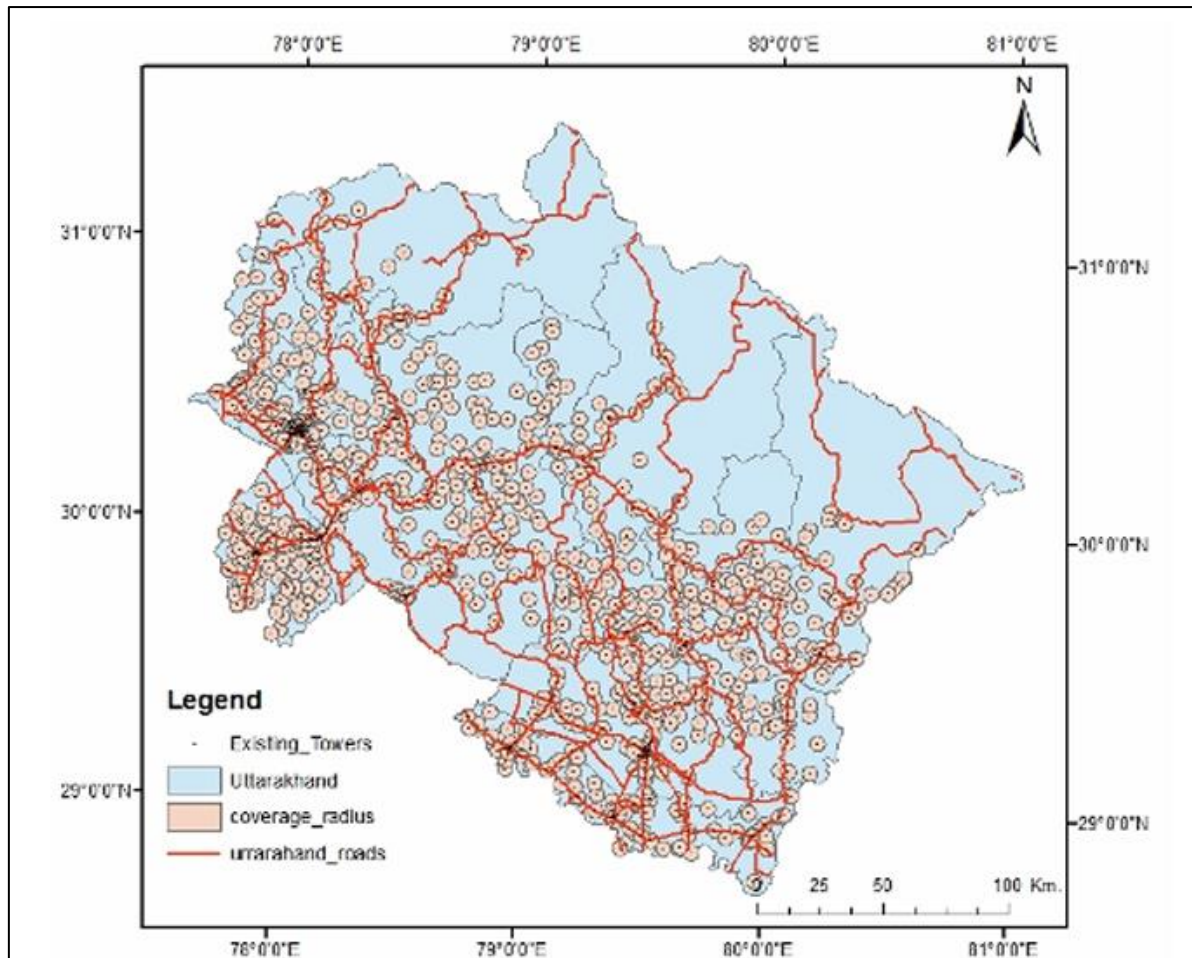 78°0'0"E 79°0'0"E 80°0'0"E 81°0'0"E
N
31°0'0"N
31°0'0"N
30°0'0"N
30°0'0"N
Legend
Existing_Towers
Uttarakhand
coverage_radius
urrarahand_roads
29°0'0"N
29°0'0"N
0 25 50 100 Km.
78°0'0"E 79°0'0"E 80°0'0"E 81°0'0"E